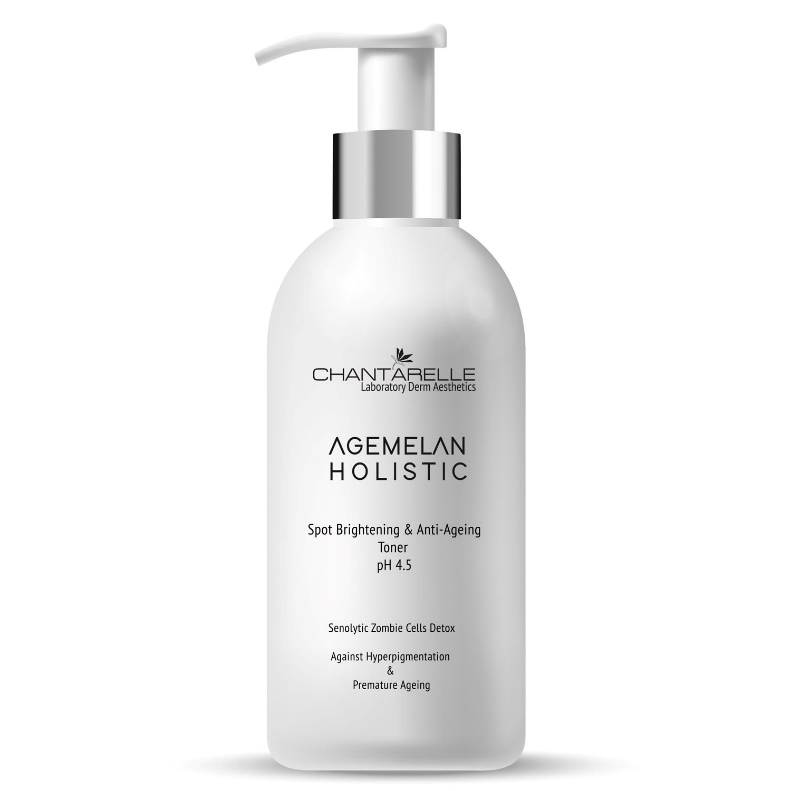 CHANTARELLE
Laboratory Derm Aesthetics
AGEMELAN
HOLISTIC
Spot Brightening & Anti-Ageing
Toner
pH 4.5
Senolytic Zombie Cells Detox
Against Hyperpigmentation
&
Premature Ageing